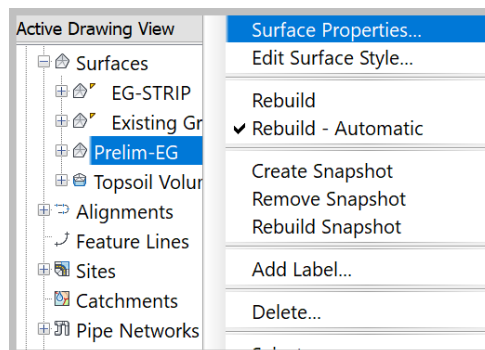 Active Drawing View
Surfaces
EG-STRIP
Existing Gr
Prelim-EG
Topsoil Volur
Alignments
Feature Lines
Sites
Catchments
Pipe Networks
Surface Properties...
Edit Surface Style...
Rebuild
Rebuild - Automatic
Create Snapshot
Remove Snapshot
Rebuild Snapshot
Add Label...
Delete...